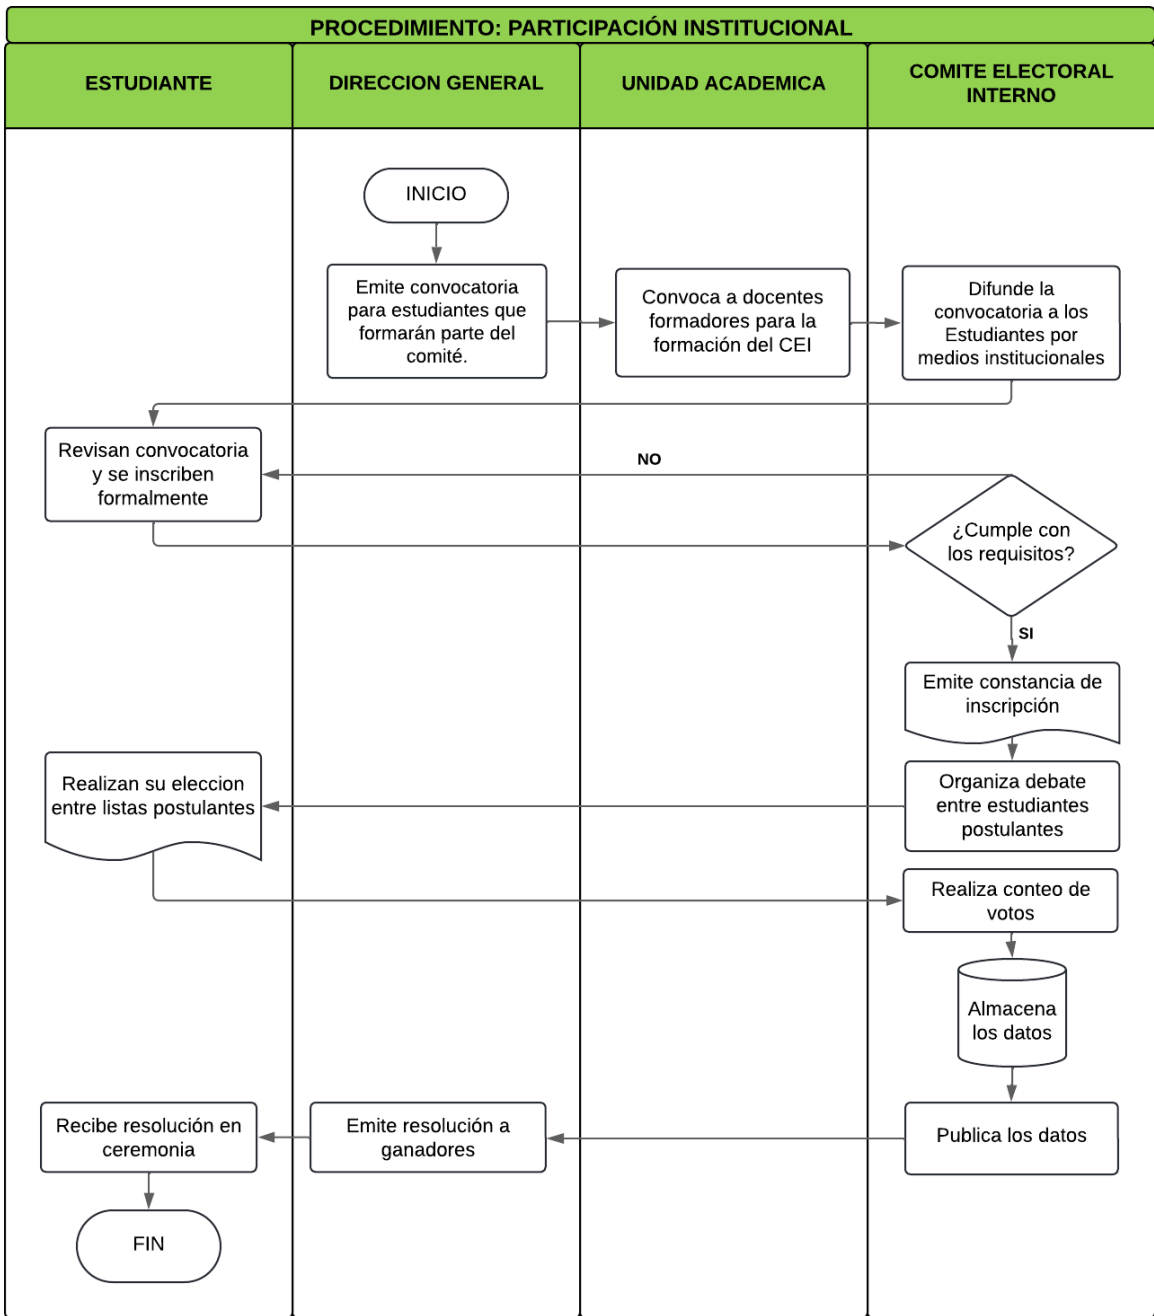 PROCEDIMIENTO: PARTICIPACIÓN INSTITUCIONAL
ESTUDIANTE
DIRECCION GENERAL
UNIDAD ACADEMICA
COMITE ELECTORAL
INTERNO
INICIO
Emite convocatoria
para estudiantes que
formarán parte del
comité.
Convoca a docentes
formadores para la
formación del CEI
Difunde la
convocatoria a los
Estudiantes por
medios institucionales
Revisan convocatoria
y se inscriben
formalmente
NO
¿Cumple con
los requisitos?
SI
Emite constancia de
inscripción
Realizan su eleccion
entre listas postulantes
Organiza debate
entre estudiantes
postulantes
Realiza conteo de
votos
Almacena
los datos
Recibe resolución en
ceremonia
Emite resolución a
ganadores
Publica los datos
FIN